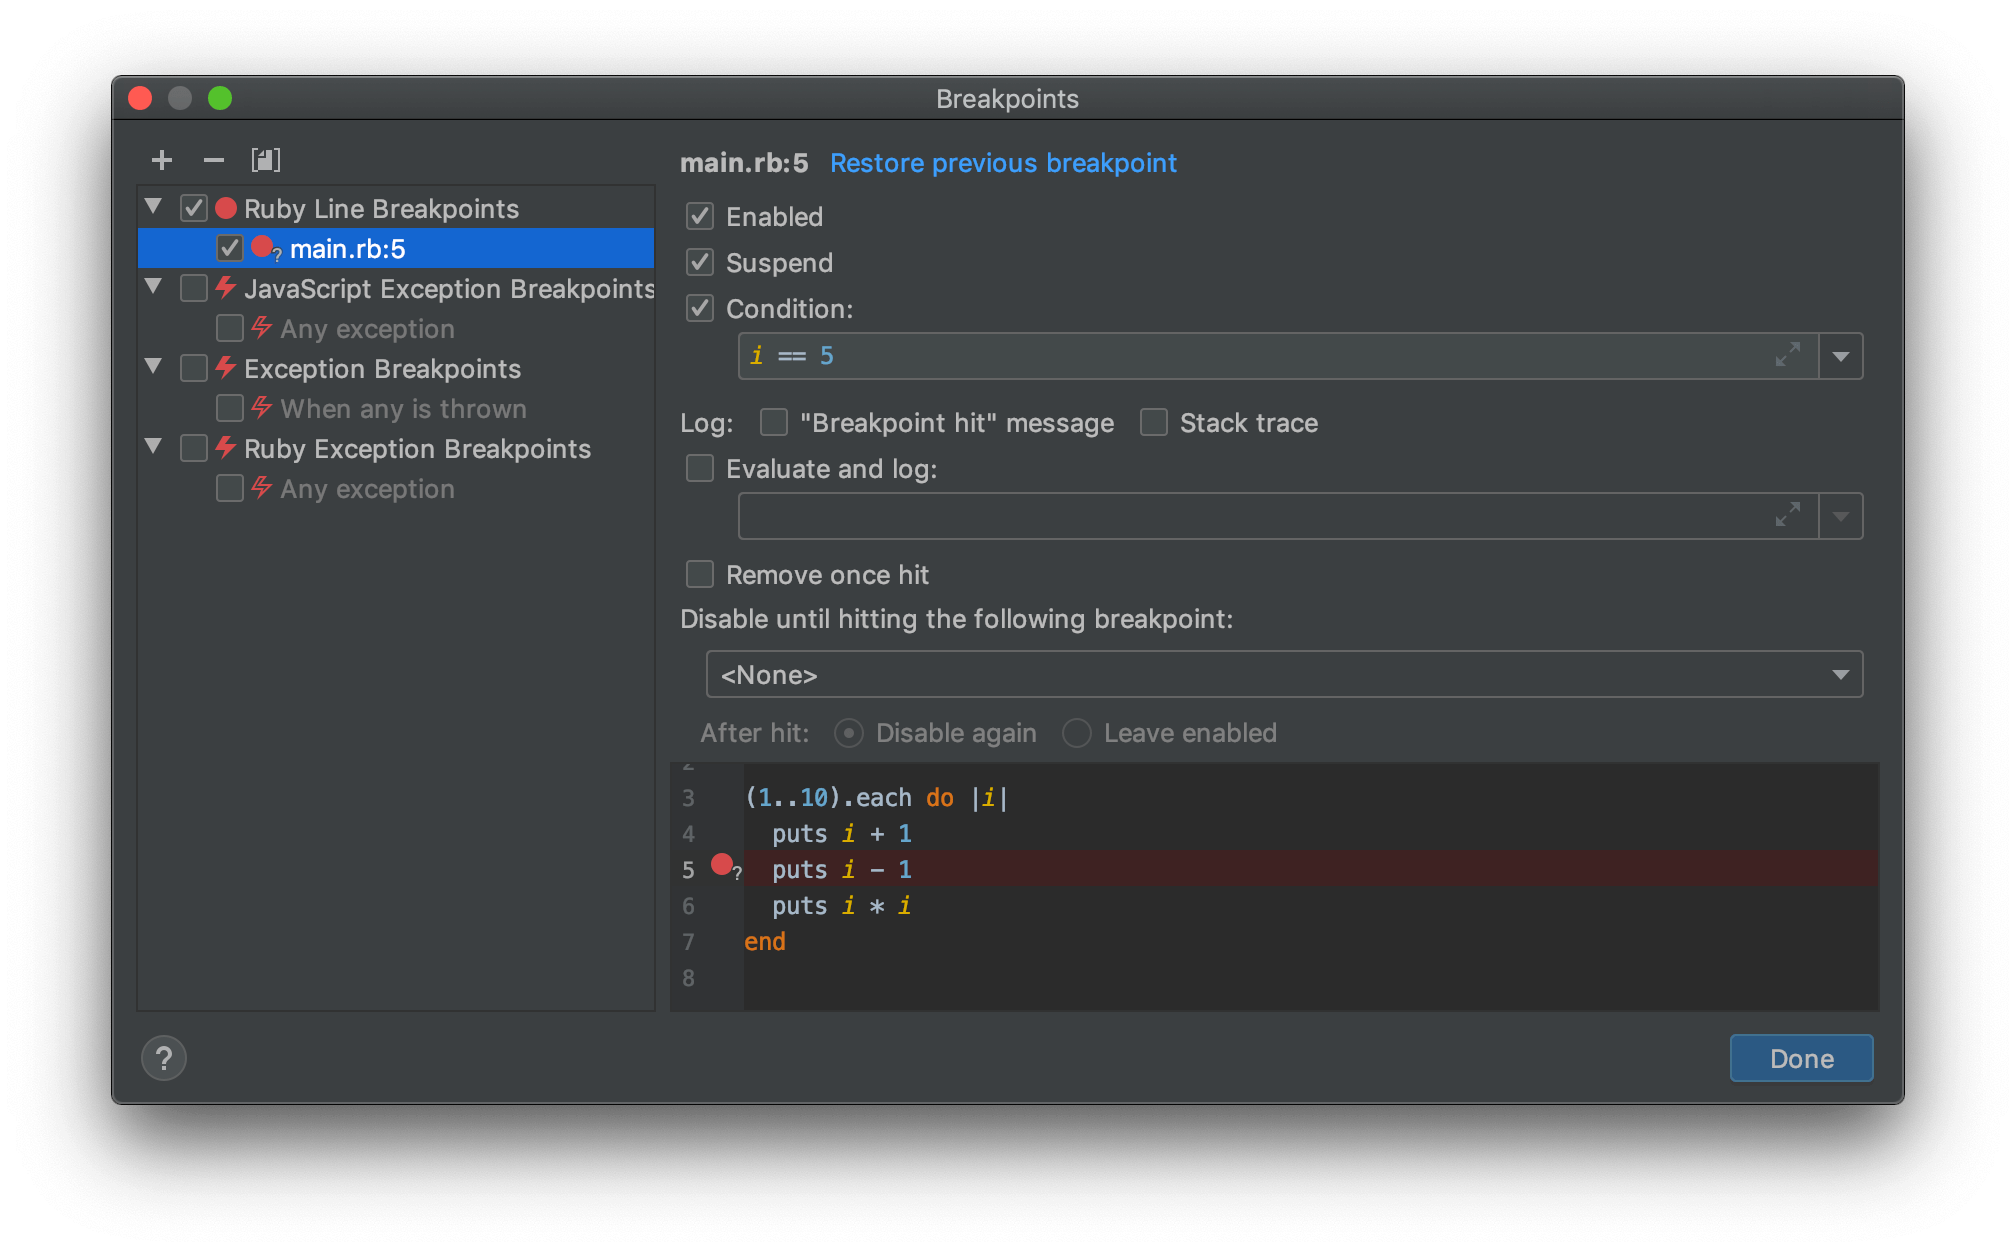 Breakpoints
Ruby Line Breakpoints
main.rb:5
JavaScript Exception Breakpoints
Any exception
Exception Breakpoints
When any is thrown
Ruby Exception Breakpoints
Any exception
main.rb:5 Restore previous breakpoint
Enabled
Suspend
Condition:
i == 5
Log: "Breakpoint hit" message Stack trace
Evaluate and log:
Remove once hit
Disable until hitting the following breakpoint:
<None>
After hit: Disable again Leave enabled
2
3 (1..10).each do |i|
4 puts i + 1
5 ? puts i - 1
6 puts i * i
7 end
8
? Done